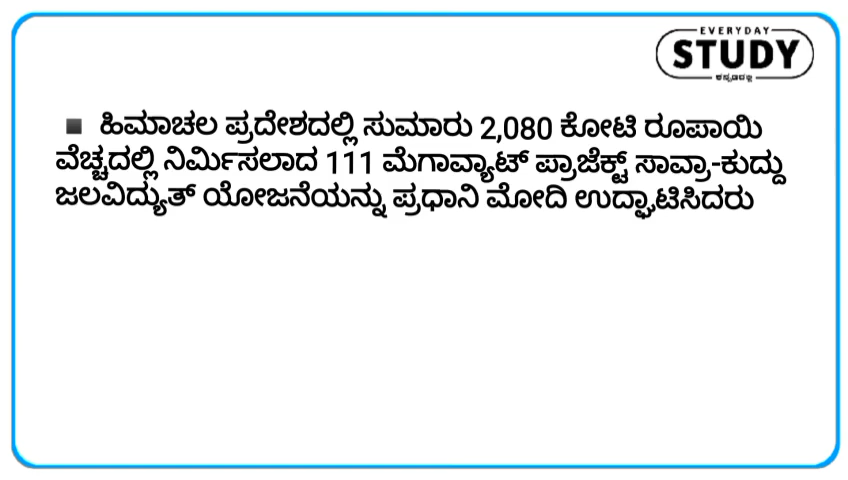 EVERYDAY
STUDY
ಕನ್ನಡದಲ್ಲಿ
▪ ಹಿಮಾಚಲ ಪ್ರದೇಶದಲ್ಲಿ ಸುಮಾರು 2,080 ಕೋಟಿ ರೂಪಾಯಿ
ವೆಚ್ಚದಲ್ಲಿ ನಿರ್ಮಿಸಲಾದ 111 ಮೆಗಾವ್ಯಾಟ್ ಪ್ರಾಜೆಕ್ಟ್ ಸಾವ್ರಾ-ಕುದ್ದು
ಜಲವಿದ್ಯುತ್ ಯೋಜನೆಯನ್ನು ಪ್ರಧಾನಿ ಮೋದಿ ಉದ್ಘಾಟಿಸಿದರು